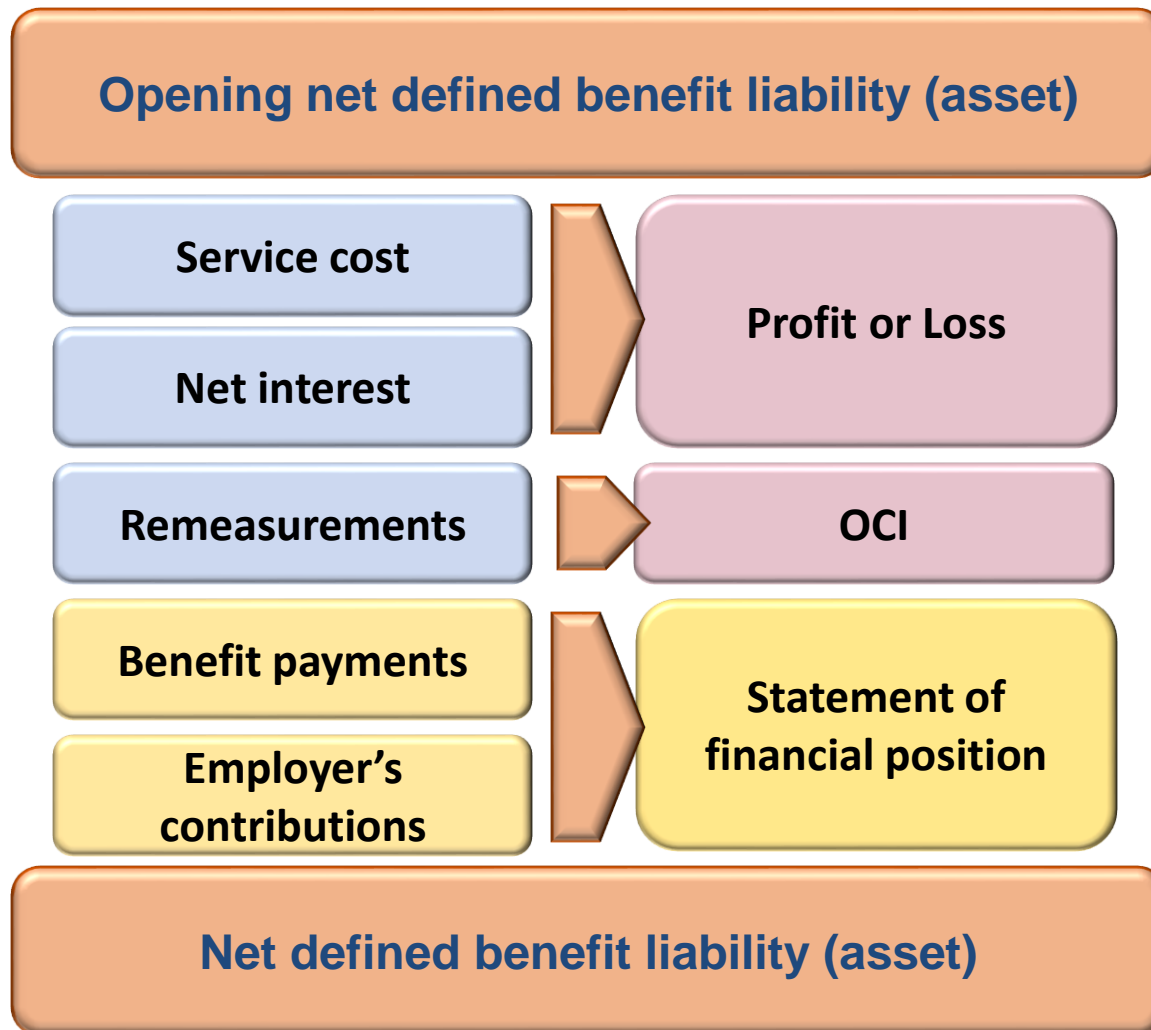 Opening net defined benefit liability (asset)
Service cost
Net interest
Profit or Loss
Remeasurements
OCI
Benefit payments
Employer’s
contributions
Statement of
financial position
Net defined benefit liability (asset)